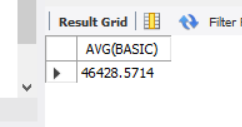 Result Grid Filter
AVG(BASIC)
46428.5714